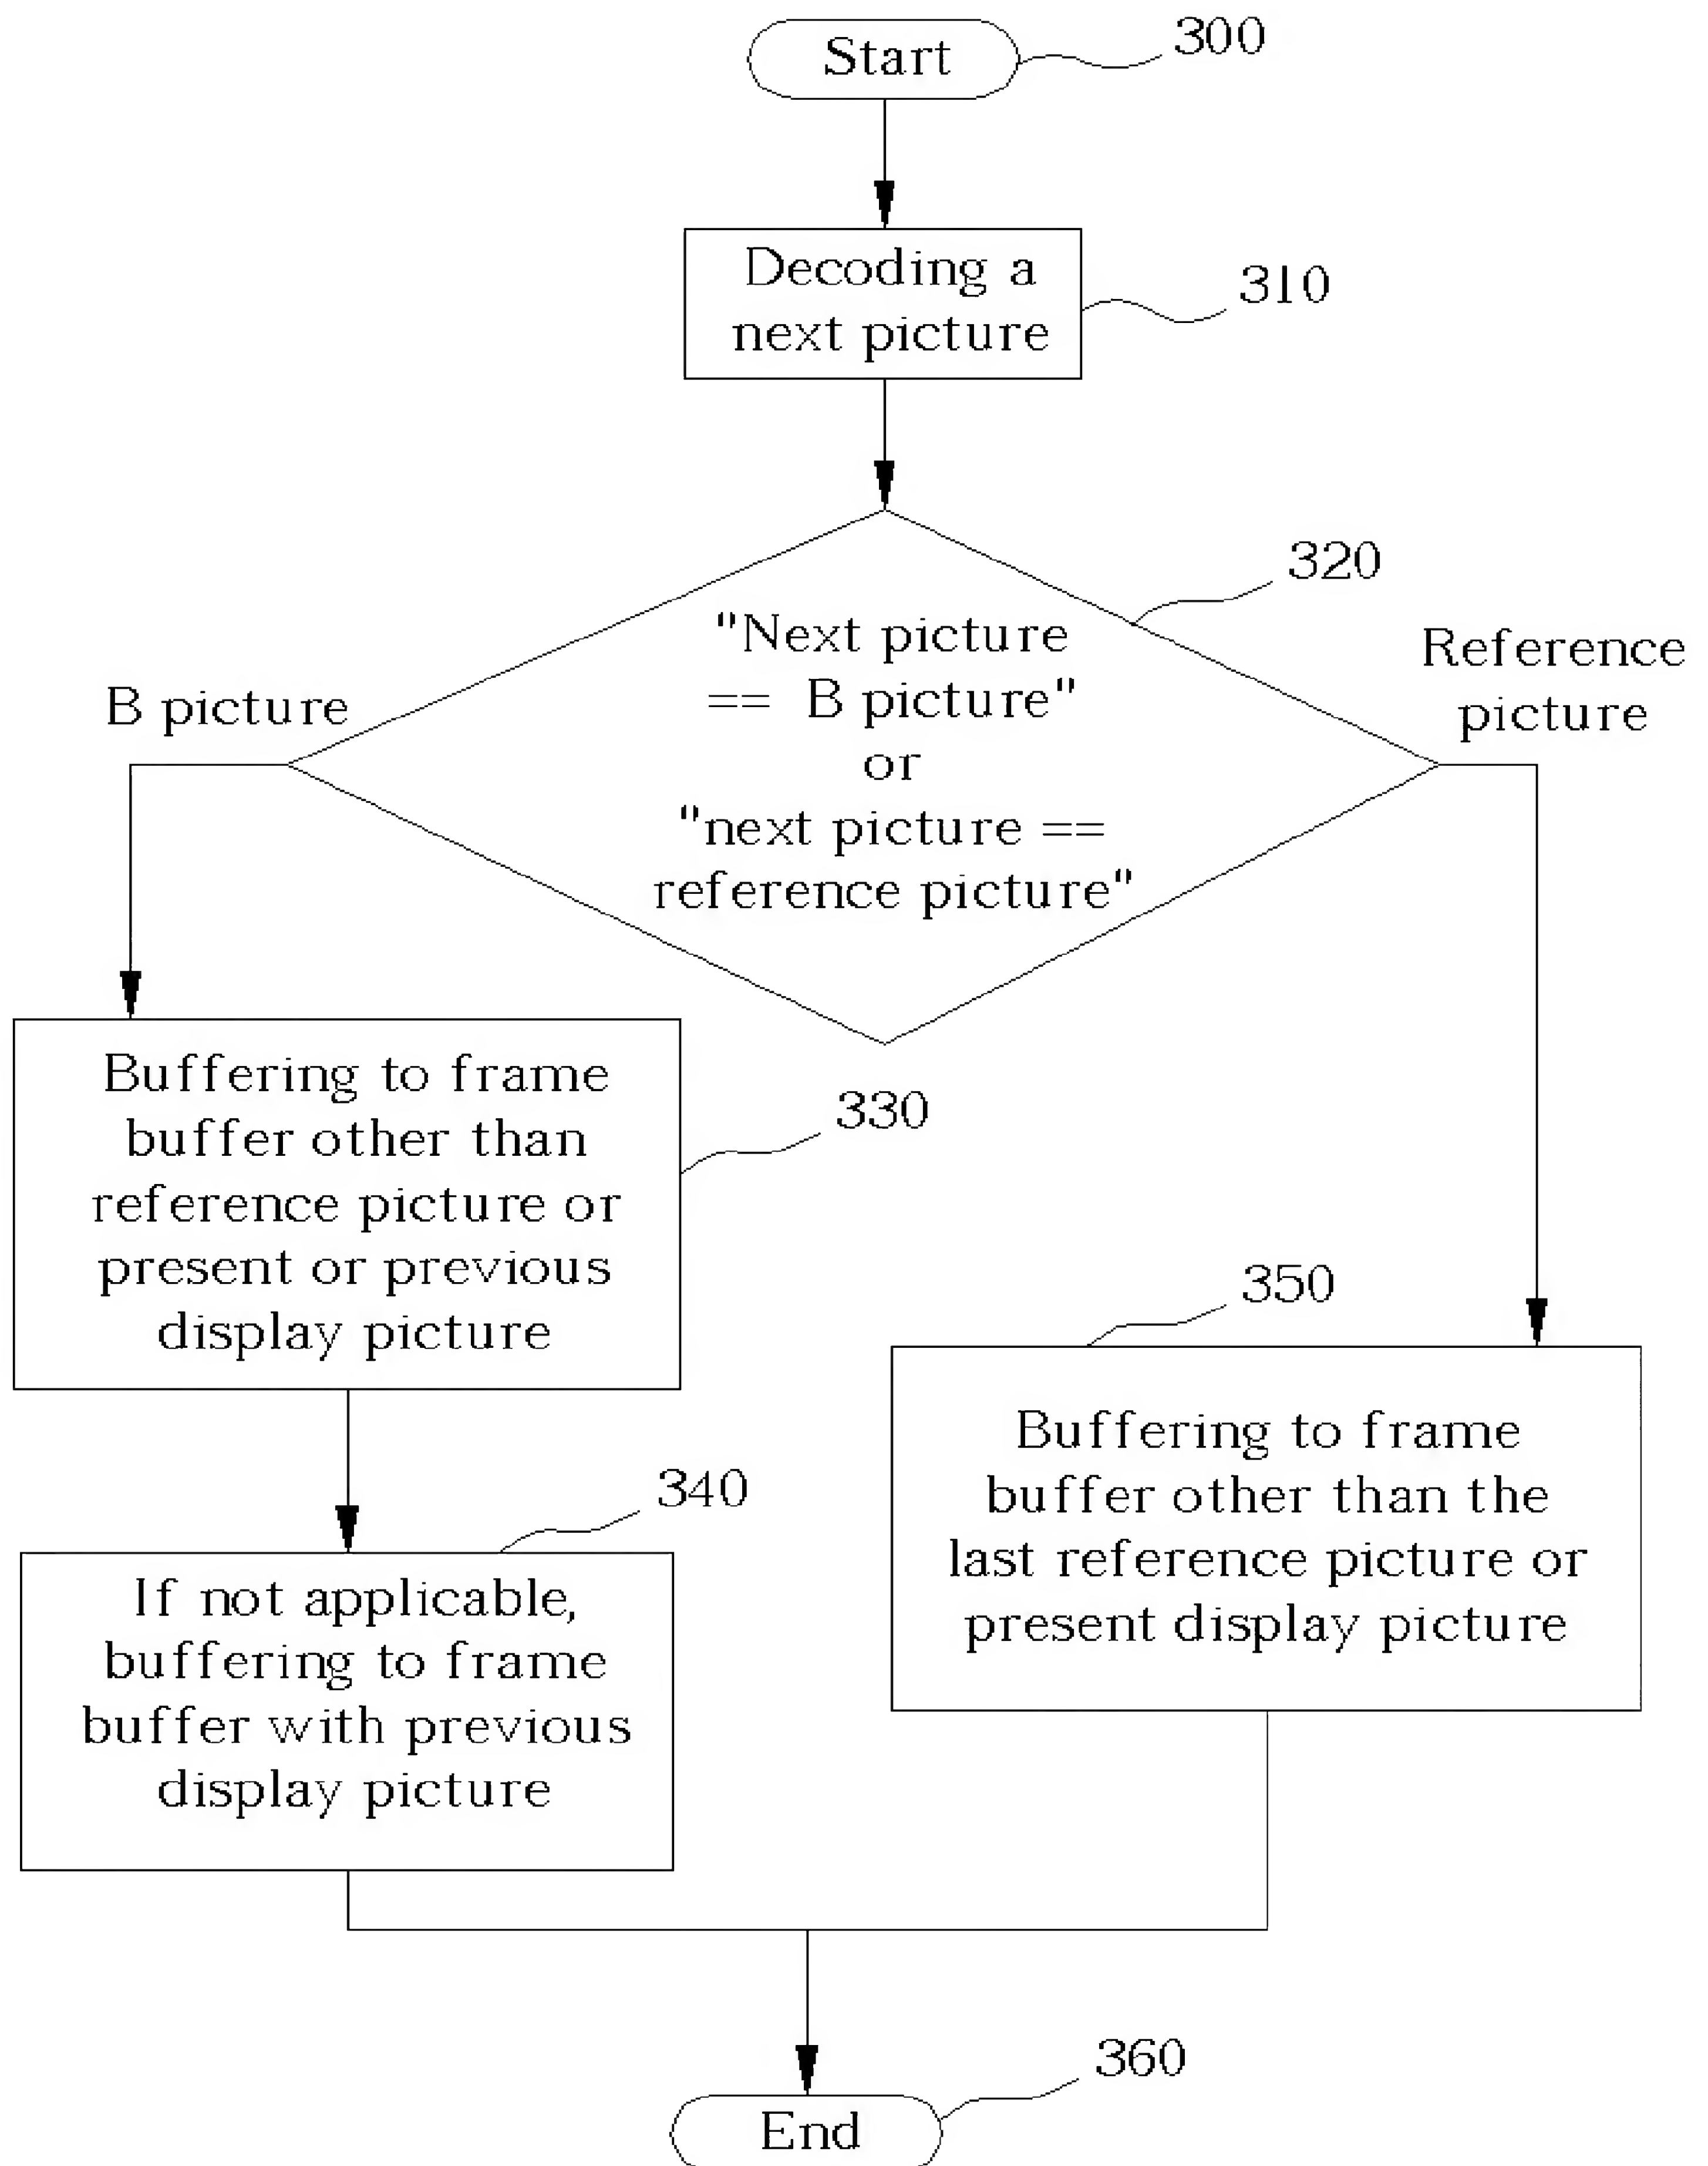 Start
300
Decoding a
next picture
310
320
"Next picture
== B picture"
or
"next picture ==
reference picture"
B picture
Reference
picture
Buffering to frame
buffer other than
reference picture or
present or previous
display picture
330
340
If not applicable,
buffering to frame
buffer with previous
display picture
350
Buffering to frame
buffer other than the
last reference picture or
present display picture
360
End